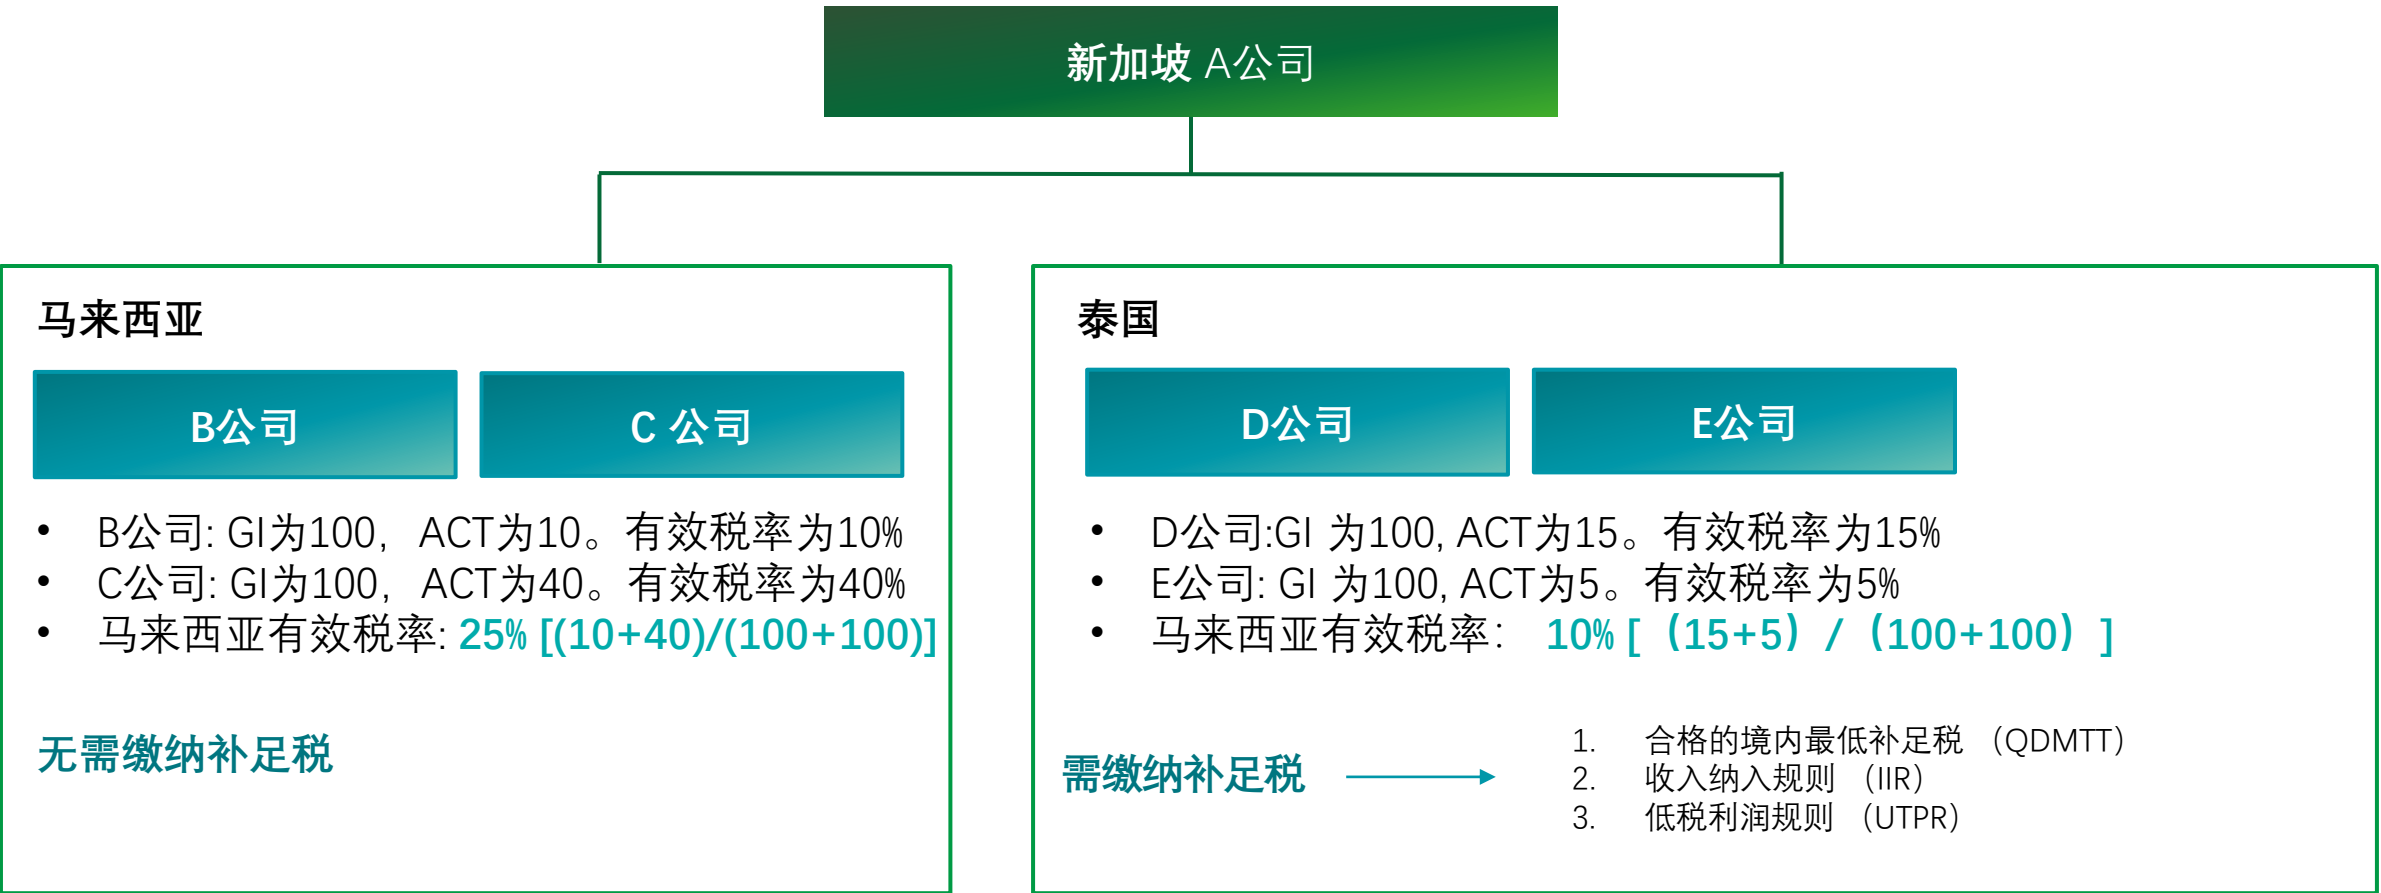 新加坡 A公司
马来西亚
B公司
C 公司
• B公司: GI为100， ACT为10。有效税率为10%
• C公司: GI为100， ACT为40。有效税率为40%
• 马来西亚有效税率: 25% [(10+40)/(100+100)]
无需缴纳补足税
泰国
D公司
E公司
• D公司:GI 为100, ACT为15。有效税率为15%
• E公司: GI 为100, ACT为5。有效税率为5%
• 马来西亚有效税率： 10% [（15+5）/（100+100）]
需缴纳补足税
1. 合格的境内最低补足税 （QDMTT）
2. 收入纳入规则 （IIR）
3. 低税利润规则 （UTPR）